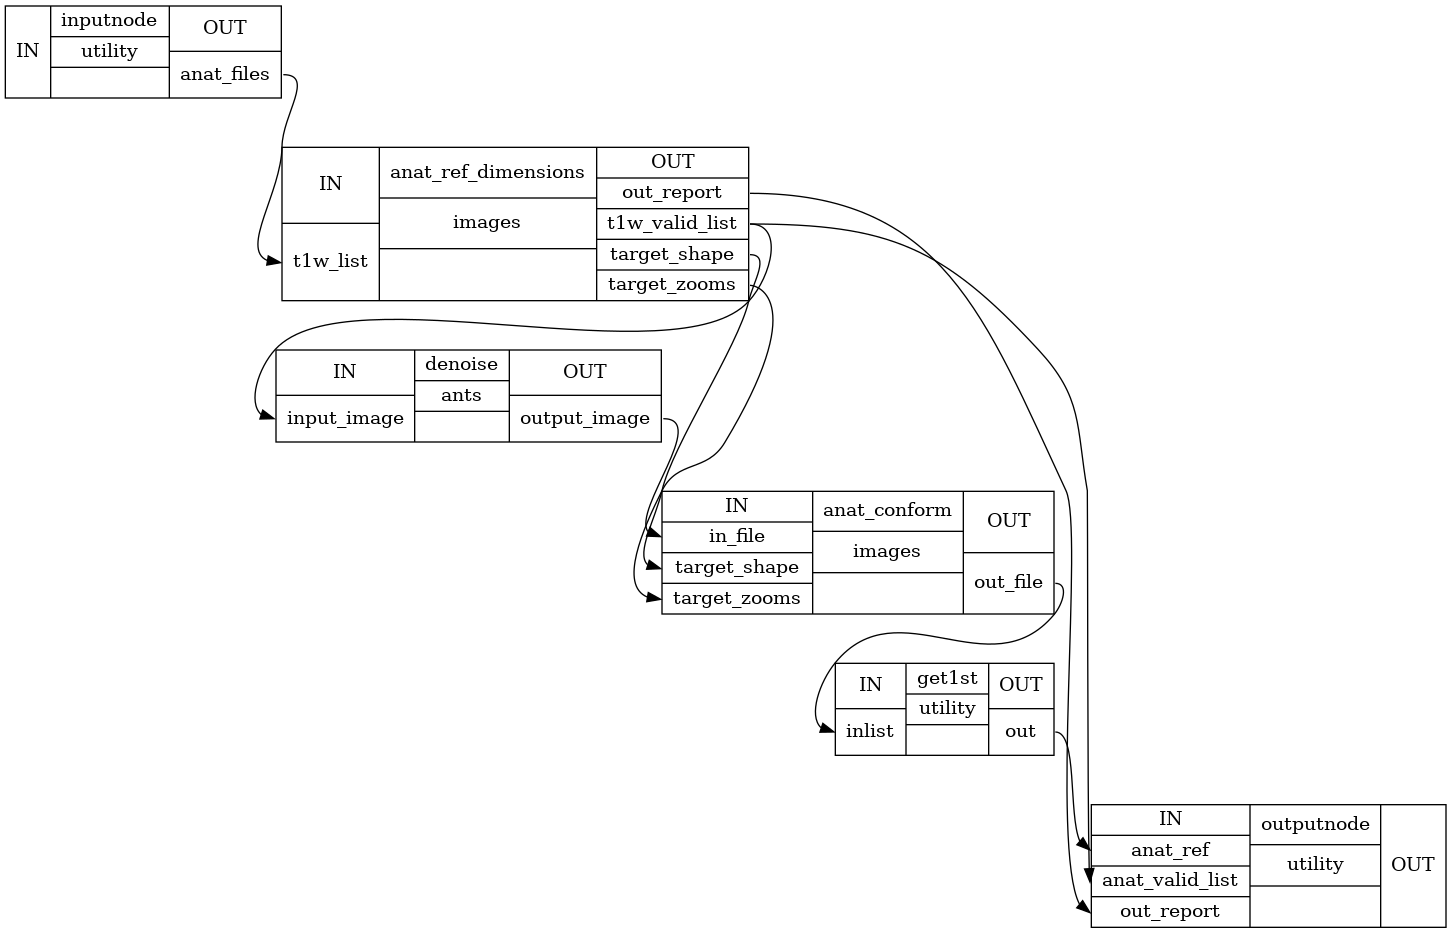 IN
inputnode
utility
OUT
anat_files
IN
t1w_list
anat_ref_dimensions
images
OUT
out_report
t1w_valid_list
target_shape
target_zooms
IN
input_image
denoise
ants
OUT
output_image
IN
in_file
target_shape
target_zooms
anat_conform
images
OUT
out_file
IN
inlist
get1st
utility
OUT
out
IN
anat_ref
anat_valid_list
out_report
outputnode
utility
OUT